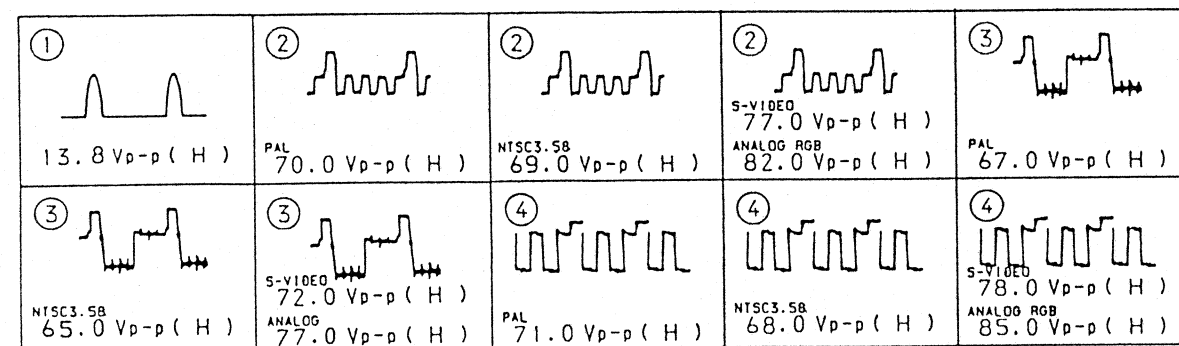 ①
13.8 Vp-p ( H )
②
PAL
70.0 Vp-p ( H )
②
NTSC3.58
69.0 Vp-p ( H )
②
S-VIDEO
77.0 Vp-p ( H )
ANALOG RGB
82.0 Vp-p ( H )
③
PAL
67.0 Vp-p ( H )
③
NTSC3.58
65.0 Vp-p ( H )
③
S-VIDEO
72.0 Vp-p ( H )
ANALOG
77.0 Vp-p ( H )
④
PAL
71.0 Vp-p ( H )
④
NTSC3.58
68.0 Vp-p ( H )
④
S-VIDEO
78.0 Vp-p ( H )
ANALOG RGB
85.0 Vp-p ( H )